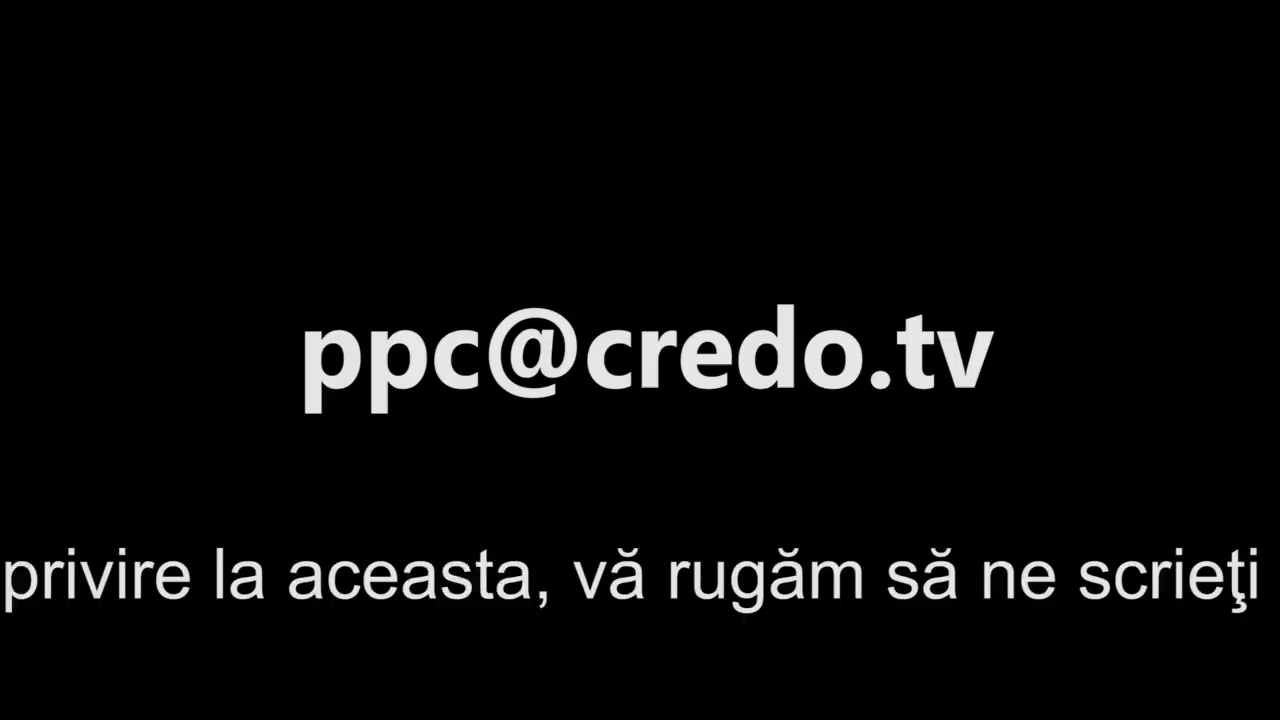 ppc@credo.tv
privire la aceasta, vă rugăm să ne scrieţi